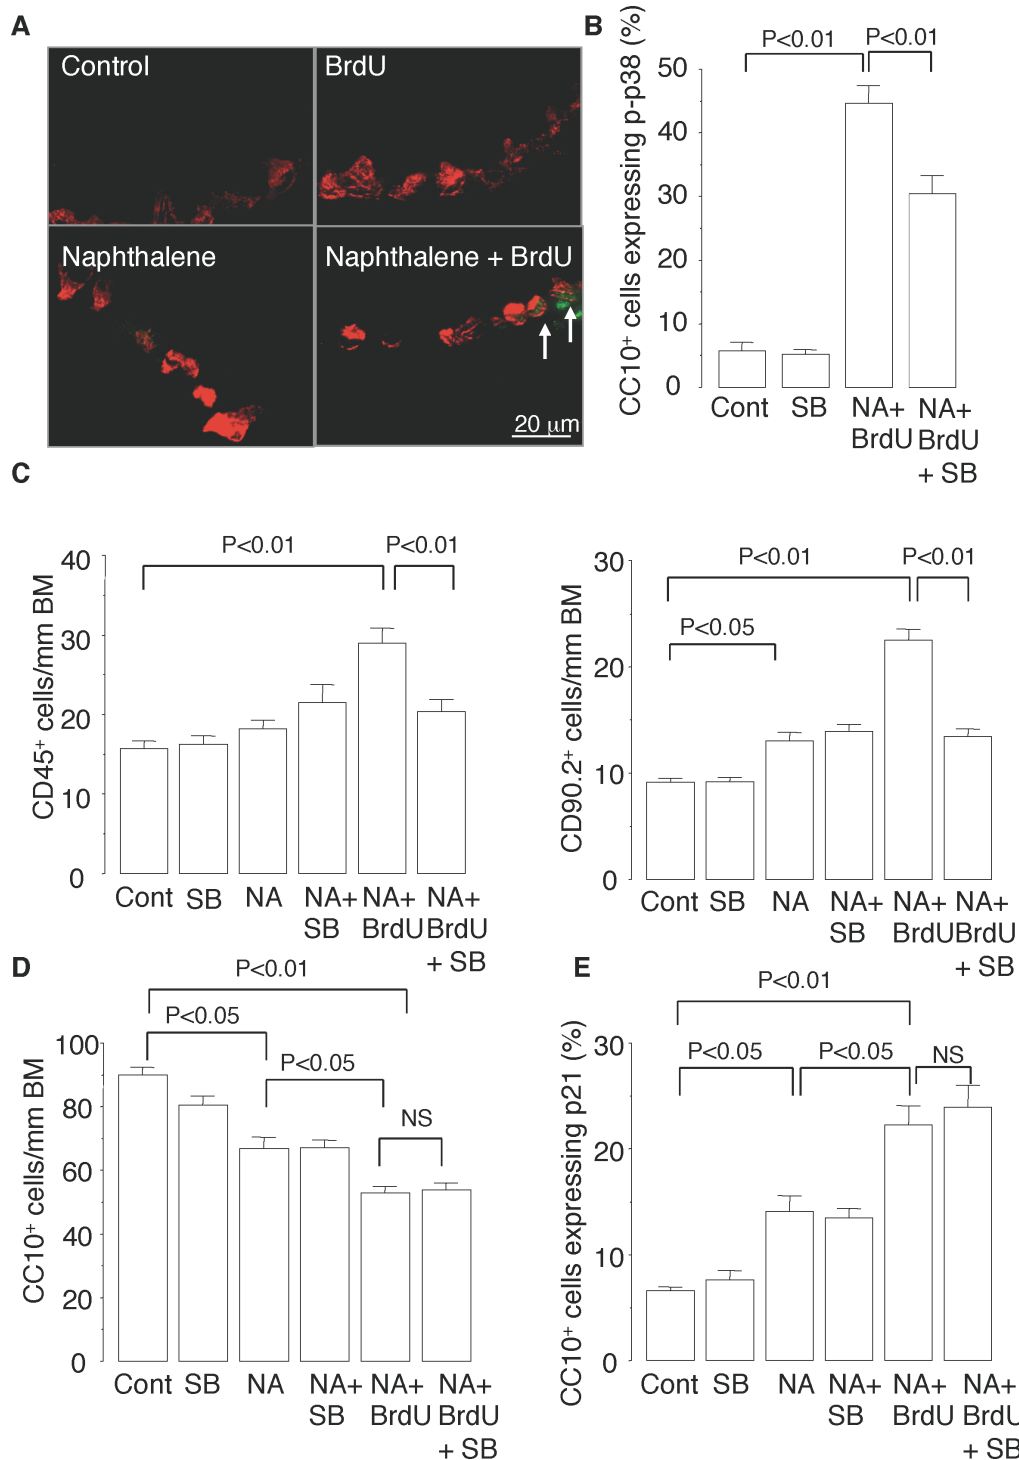 A
Control
BrdU
Naphthalene
Naphthalene + BrdU
20 µm
B
CC10⁺ cells expressing p-p38 (%)
P<0.01
P<0.01
50
40
30
20
10
0
Cont
SB
NA+
BrdU
NA+
BrdU
+ SB
C
CD45⁺ cells/mm BM
P<0.01
P<0.01
40
30
20
10
0
Cont
SB
NA
NA+
SB
NA+
BrdU
NA+
BrdU
+ SB
CD90.2⁺ cells/mm BM
P<0.01
P<0.01
P<0.05
30
20
10
0
Cont
SB
NA
NA+
SB
NA+
BrdU
NA+
BrdU
+ SB
D
CC10⁺ cells/mm BM
P<0.01
P<0.05
P<0.05
NS
100
80
60
40
20
0
Cont
SB
NA
NA+
SB
NA+
BrdU
NA+
BrdU
+ SB
E
CC10⁺ cells expressing p21 (%)
P<0.01
P<0.05
P<0.05
NS
30
20
10
0
Cont
SB
NA
NA+
SB
NA+
BrdU
NA+
BrdU
+ SB